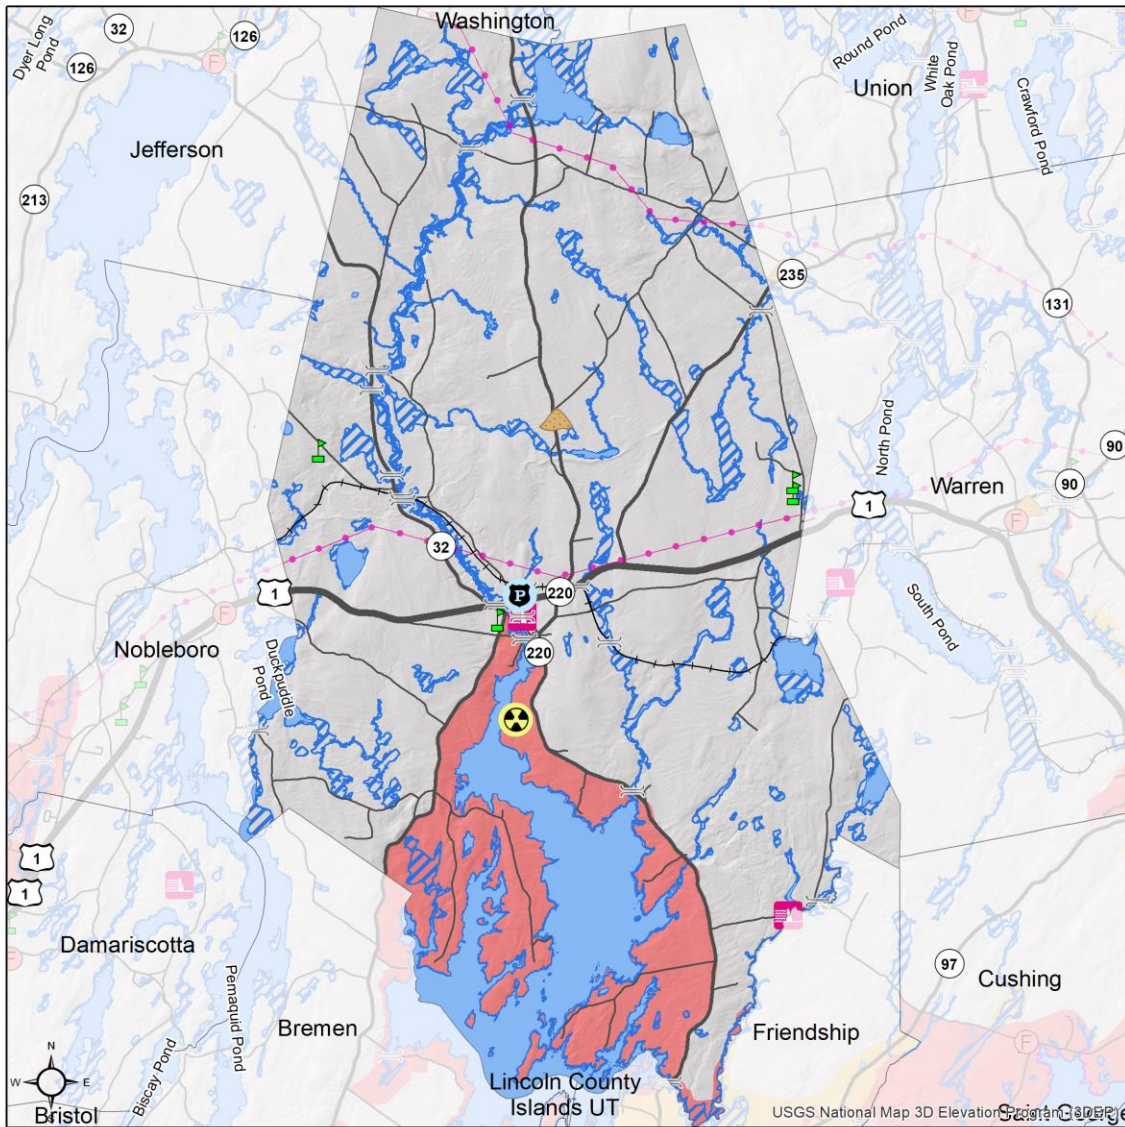 Washington
32
126
126
Dyer Long
Pond
Round Pond
White
Oak Pond
Union
Crawford Pond
Jefferson
213
235
131
North Pond
90
Warren
90
1
32
P
220
1
220
South Pond
Nobleboro
Duckpuddle
Pond
F
F
F
F
F
1
1
Damariscotta
97
Cushing
Pemaquid Pond
Bremen
Friendship
Biscay Pond
Lincoln County
Islands UT
N
W
E
S
Bristol
USGS National Map 3D Elevation Program (3DEP)
Saint George